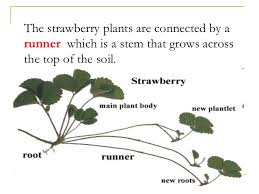 The strawberry plants are connected by a
runner which is a stem that grows across
the top of the soil.
Strawberry
main plant body
new plantlet
root
runner
new roots